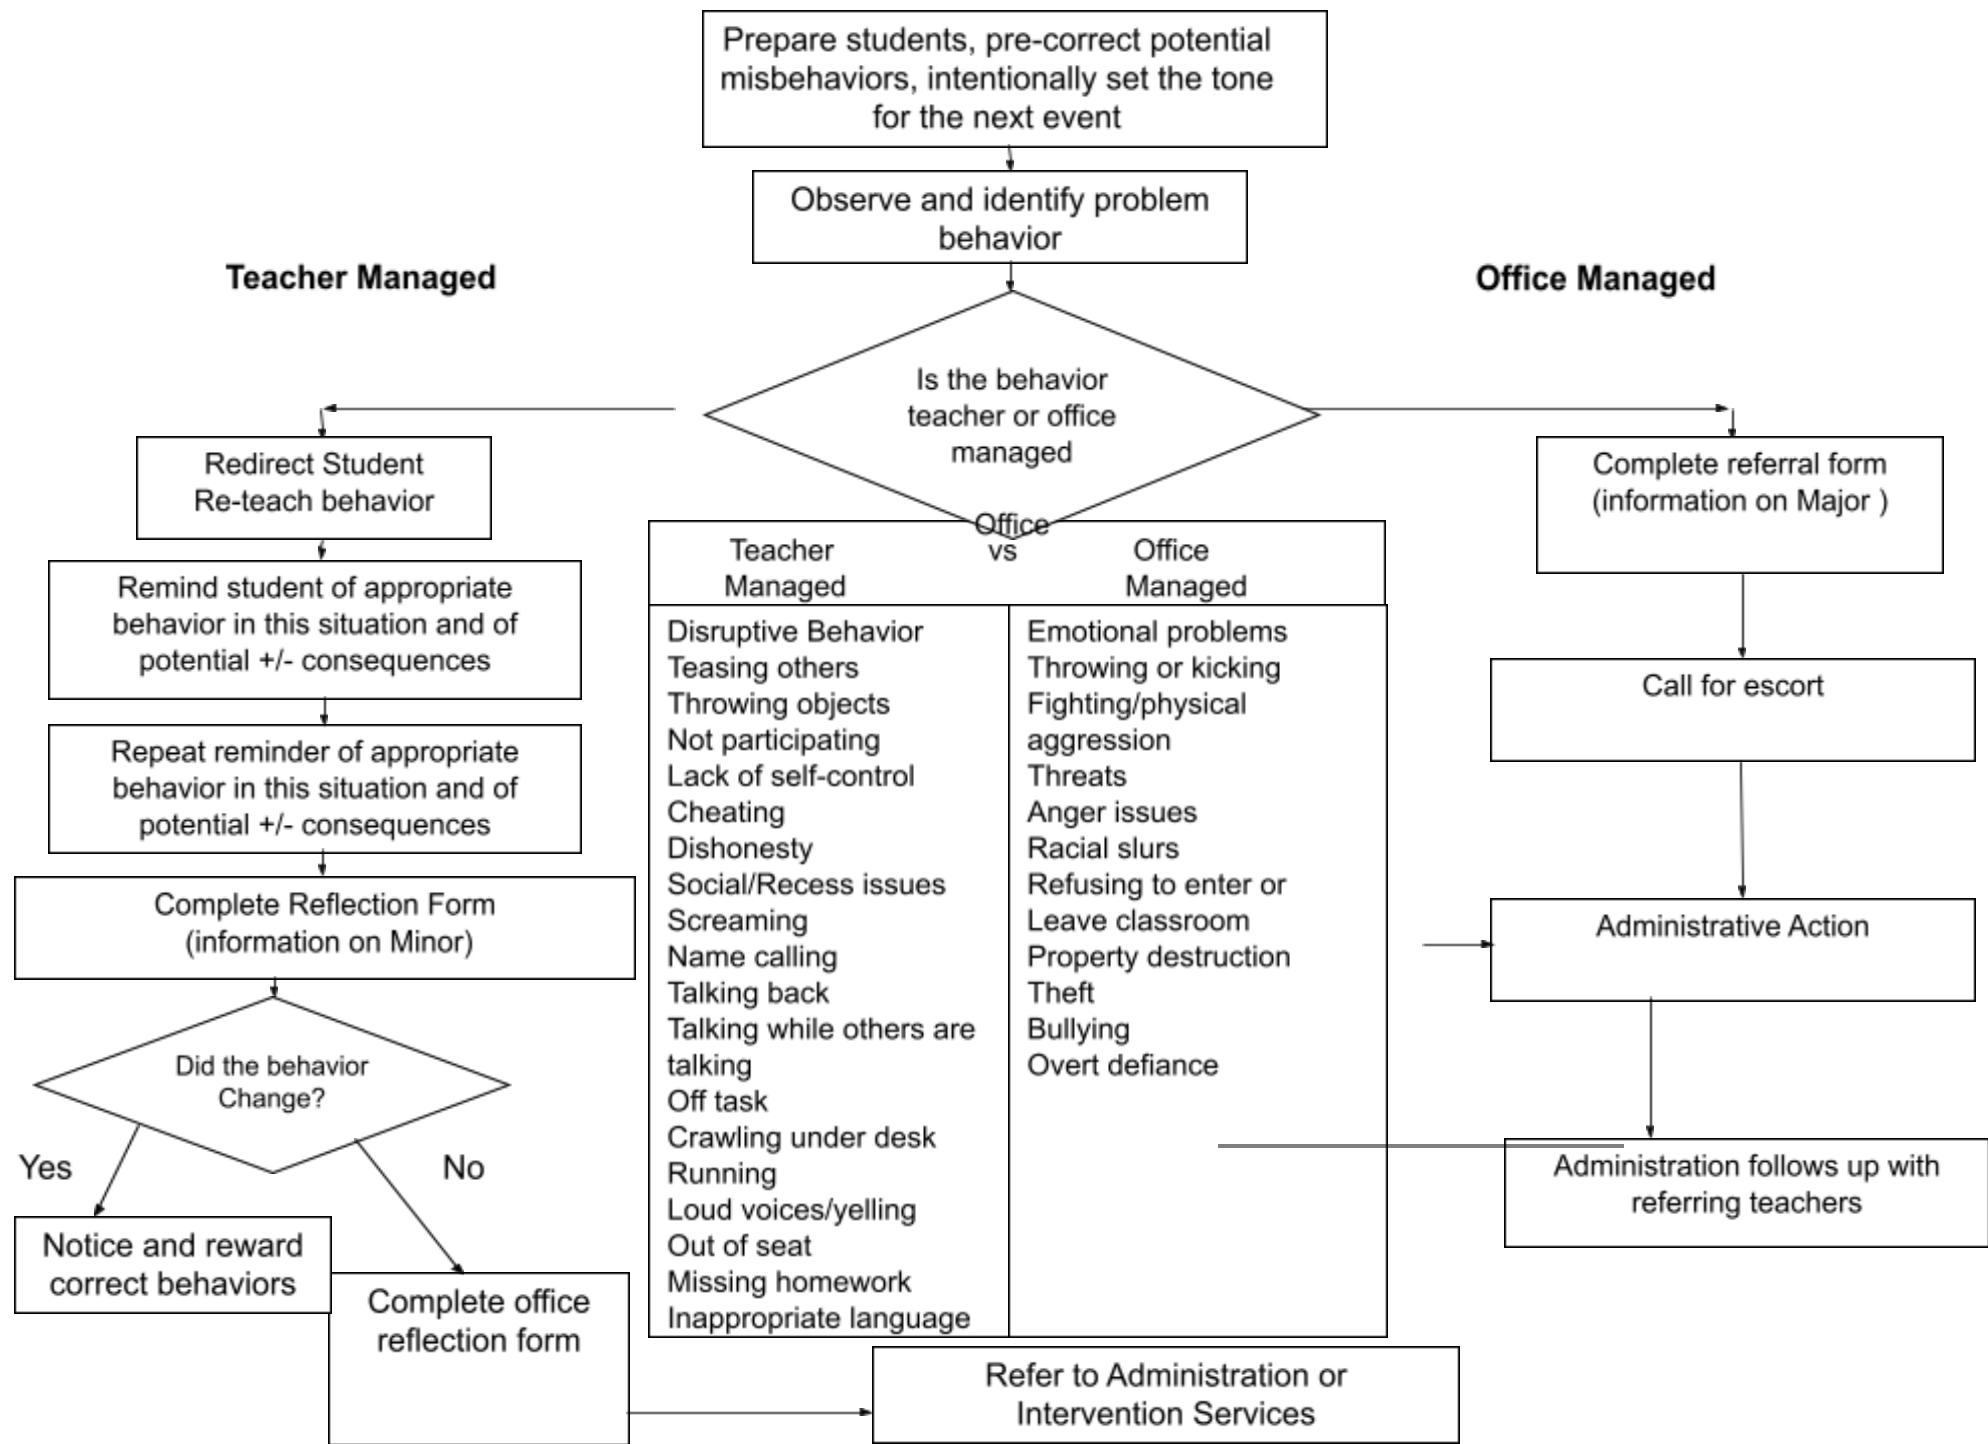 Prepare students, pre-correct potential
misbehaviors, intentionally set the tone
for the next event
Observe and identify problem
behavior
Teacher Managed
Office Managed
Is the behavior
teacher or office
managed
Redirect Student
Re-teach behavior
Remind student of appropriate
behavior in this situation and of
potential +/- consequences
Repeat reminder of appropriate
behavior in this situation and of
potential +/- consequences
Complete Reflection Form
(information on Minor)
Did the behavior
Change?
Yes
No
Notice and reward
correct behaviors
Complete office
reflection form
Office
Teacher vs Office
Managed Managed
Disruptive Behavior
Teasing others
Throwing objects
Not participating
Lack of self-control
Cheating
Dishonesty
Social/Recess issues
Screaming
Name calling
Talking back
Talking while others are
talking
Off task
Crawling under desk
Running
Loud voices/yelling
Out of seat
Missing homework
Inappropriate language
Emotional problems
Throwing or kicking
Fighting/physical
aggression
Threats
Anger issues
Racial slurs
Refusing to enter or
Leave classroom
Property destruction
Theft
Bullying
Overt defiance
Refer to Administration or
Intervention Services
Complete referral form
(information on Major )
Call for escort
Administrative Action
Administration follows up with
referring teachers